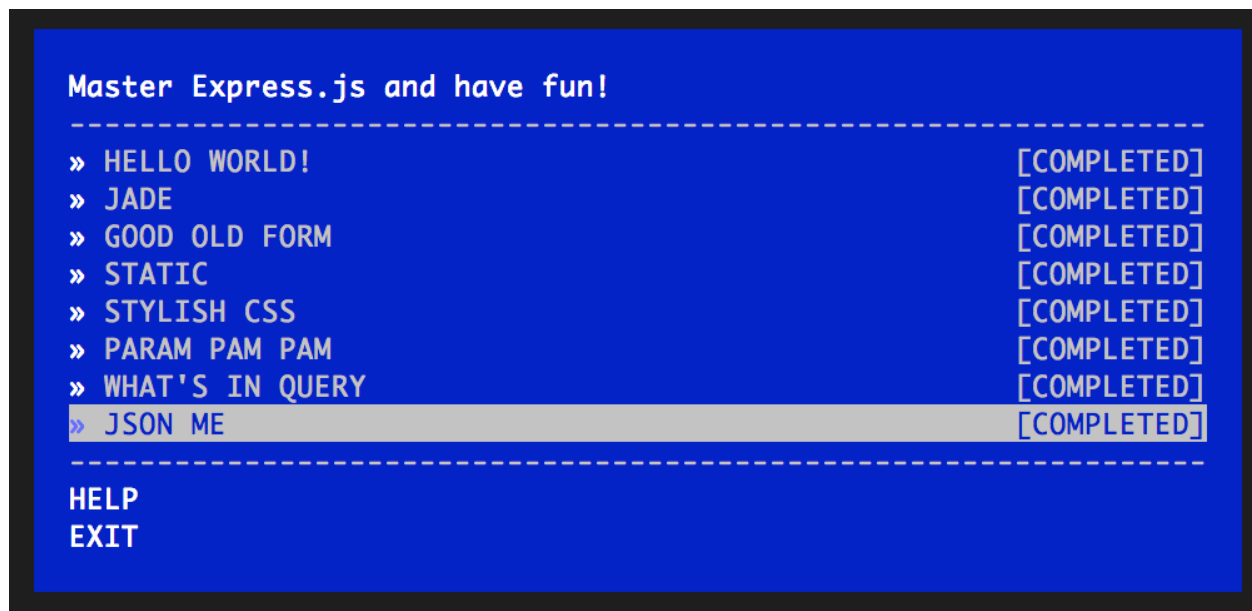 Master Express.js and have fun!
-----------------------------------------------------------------
» HELLO WORLD! [COMPLETED]
» JADE [COMPLETED]
» GOOD OLD FORM [COMPLETED]
» STATIC [COMPLETED]
» STYLISH CSS [COMPLETED]
» PARAM PAM PAM [COMPLETED]
» WHAT'S IN QUERY [COMPLETED]
» JSON ME [COMPLETED]
-----------------------------------------------------------------
HELP
EXIT